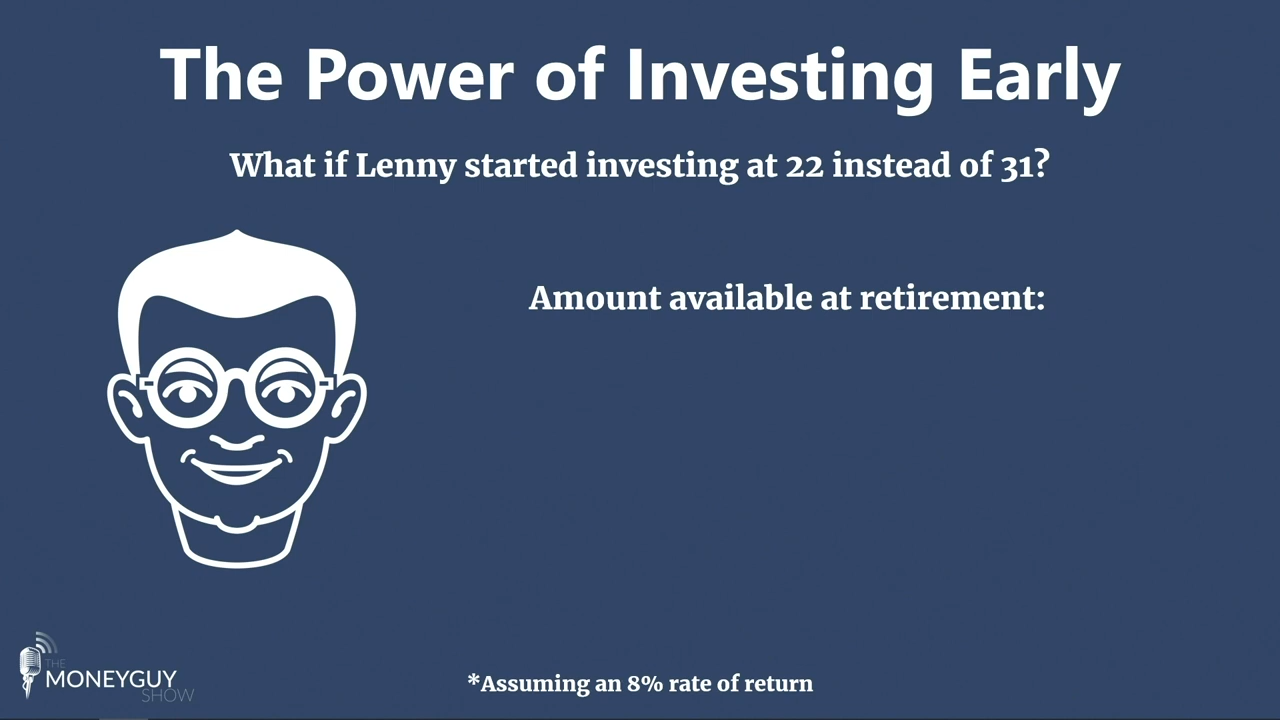 The Power of Investing Early
What if Lenny started investing at 22 instead of 31?
Amount available at retirement:
THE
MONEYGUY
SHOW
*Assuming an 8% rate of return